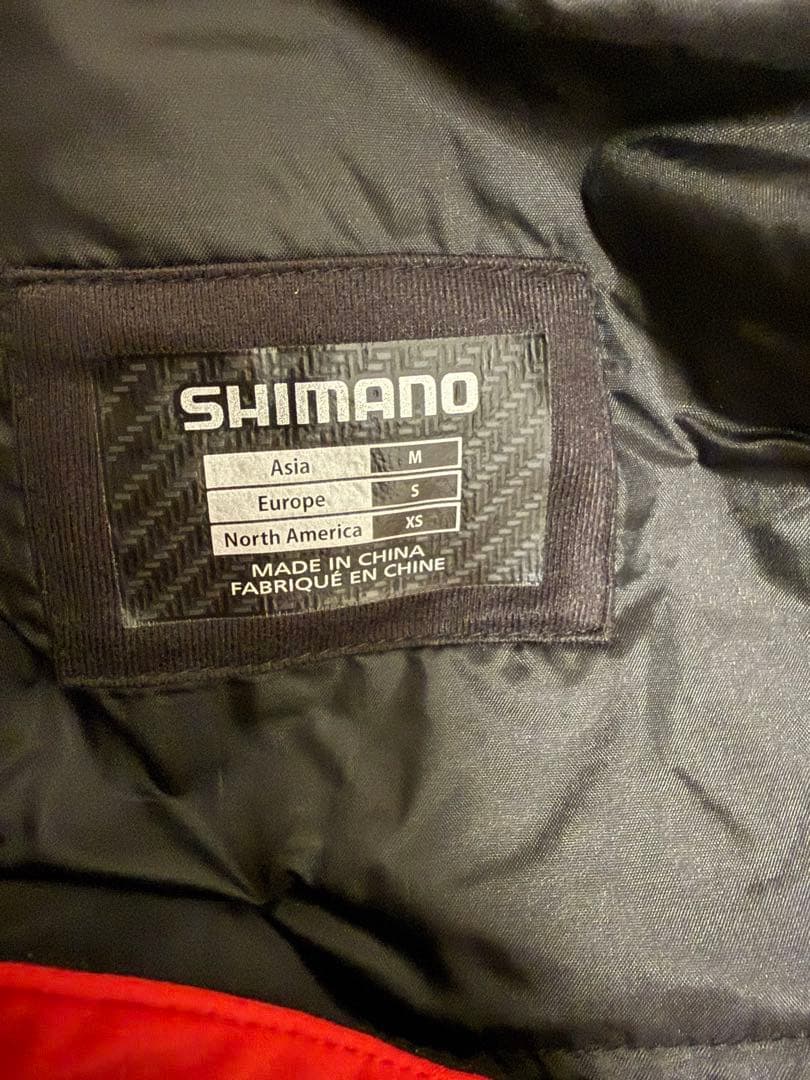 SHIMANO
Asia M
Europe S
North America XS
MADE IN CHINA
FABRIQUÉ EN CHINE